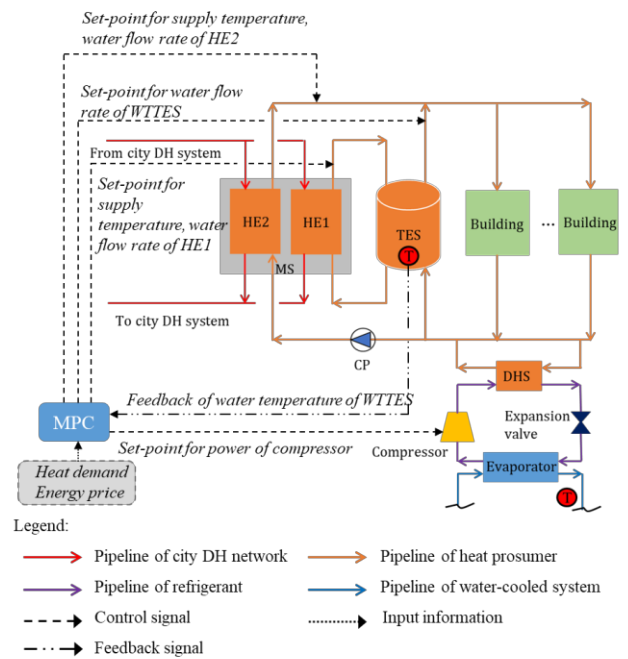 Set-point for supply temperature,
water flow rate of HE2
Set-point for water flow
rate of WTTES
From city DH system
Set-point for
supply
temperature, water
flow rate of HE1
HE2
HE1
MS
TES
T
Building
...
Building
To city DH system
CP
DHS
Feedback of water temperature of WTTES
MPC
Set-point for power of compressor
Compressor
Expansion
valve
Evaporator
T
Heat demand
Energy price
Legend:
Pipeline of city DH network
Pipeline of heat prosumer
Pipeline of refrigerant
Pipeline of water-cooled system
Control signal
Input information
Feedback signal